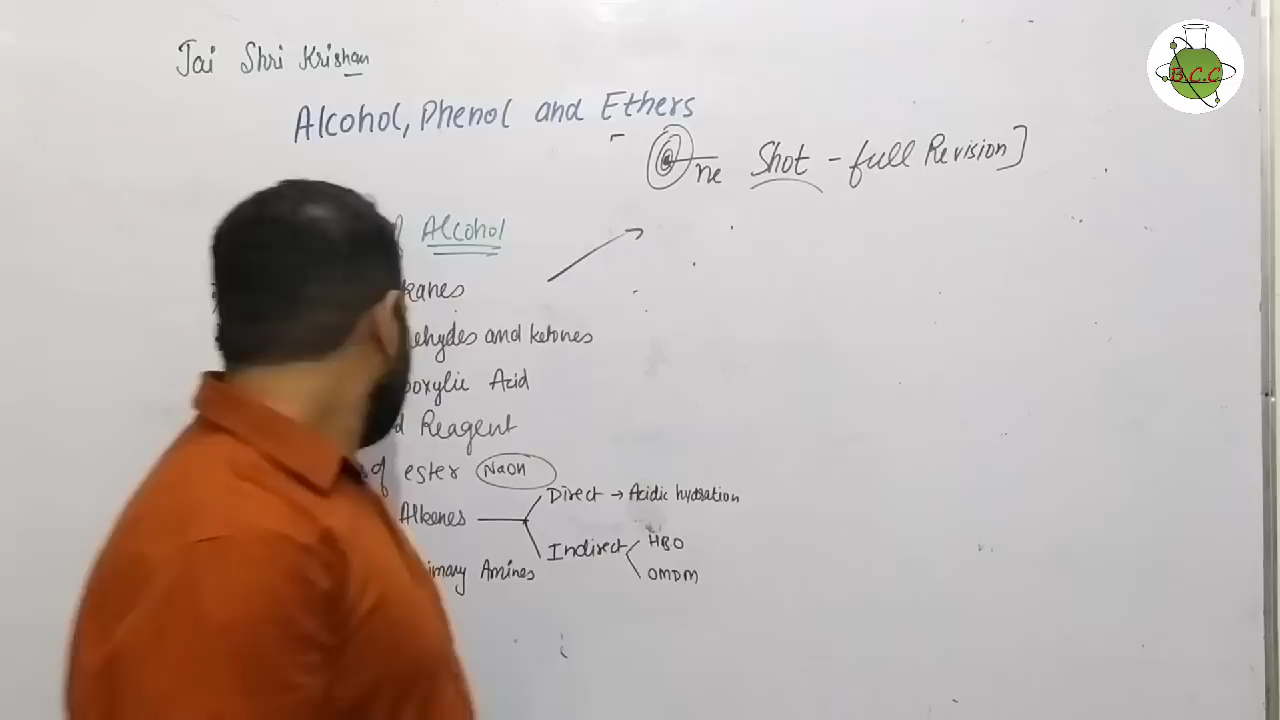 Jai Shri Krishan
Alcohol, Phenol and Ethers
One Shot - full Revision]
Alcohol
kanes
ehydes and ketones
oxylic Acid
d Reagent
of ester NaOH
Alkenes Direct → Acidic hydration
Indirect HBO
OMDM
imary Amines
B.C.C